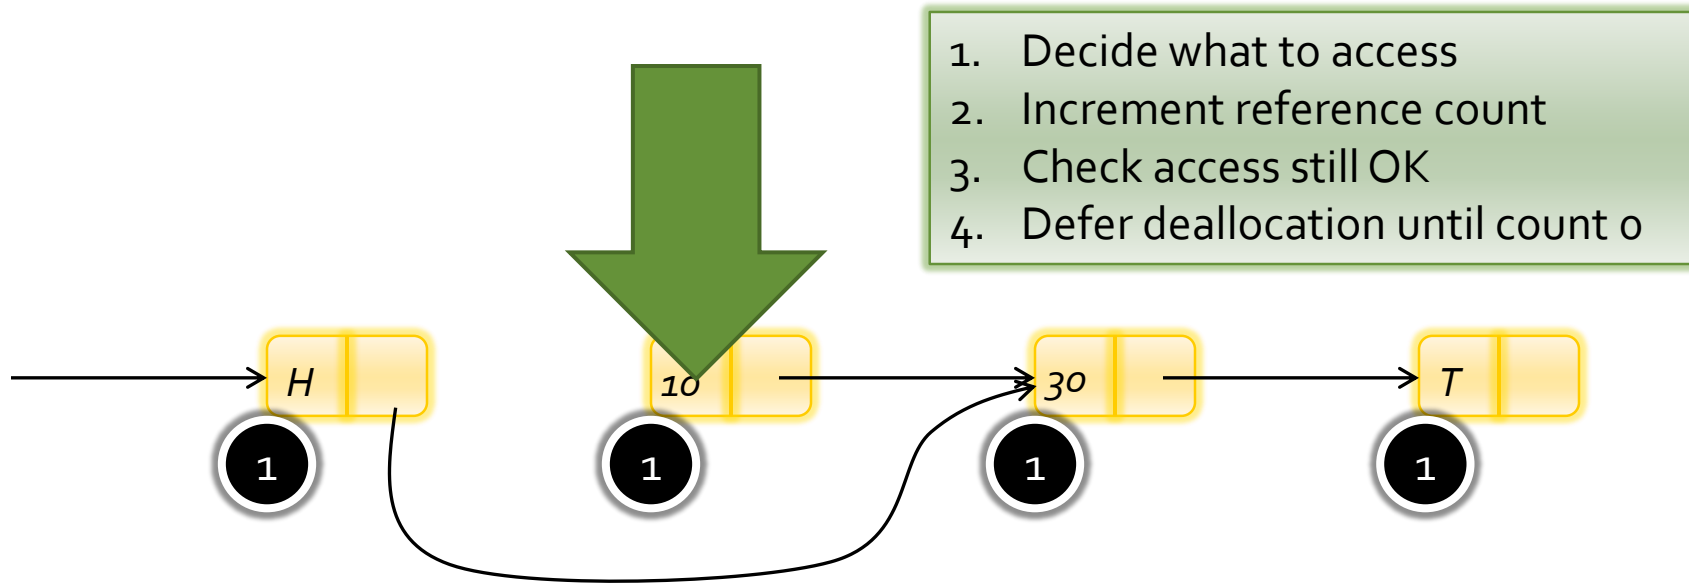 1. Decide what to access
2. Increment reference count
3. Check access still OK
4. Defer deallocation until count 0
H 10 30 T
1 1 1 1